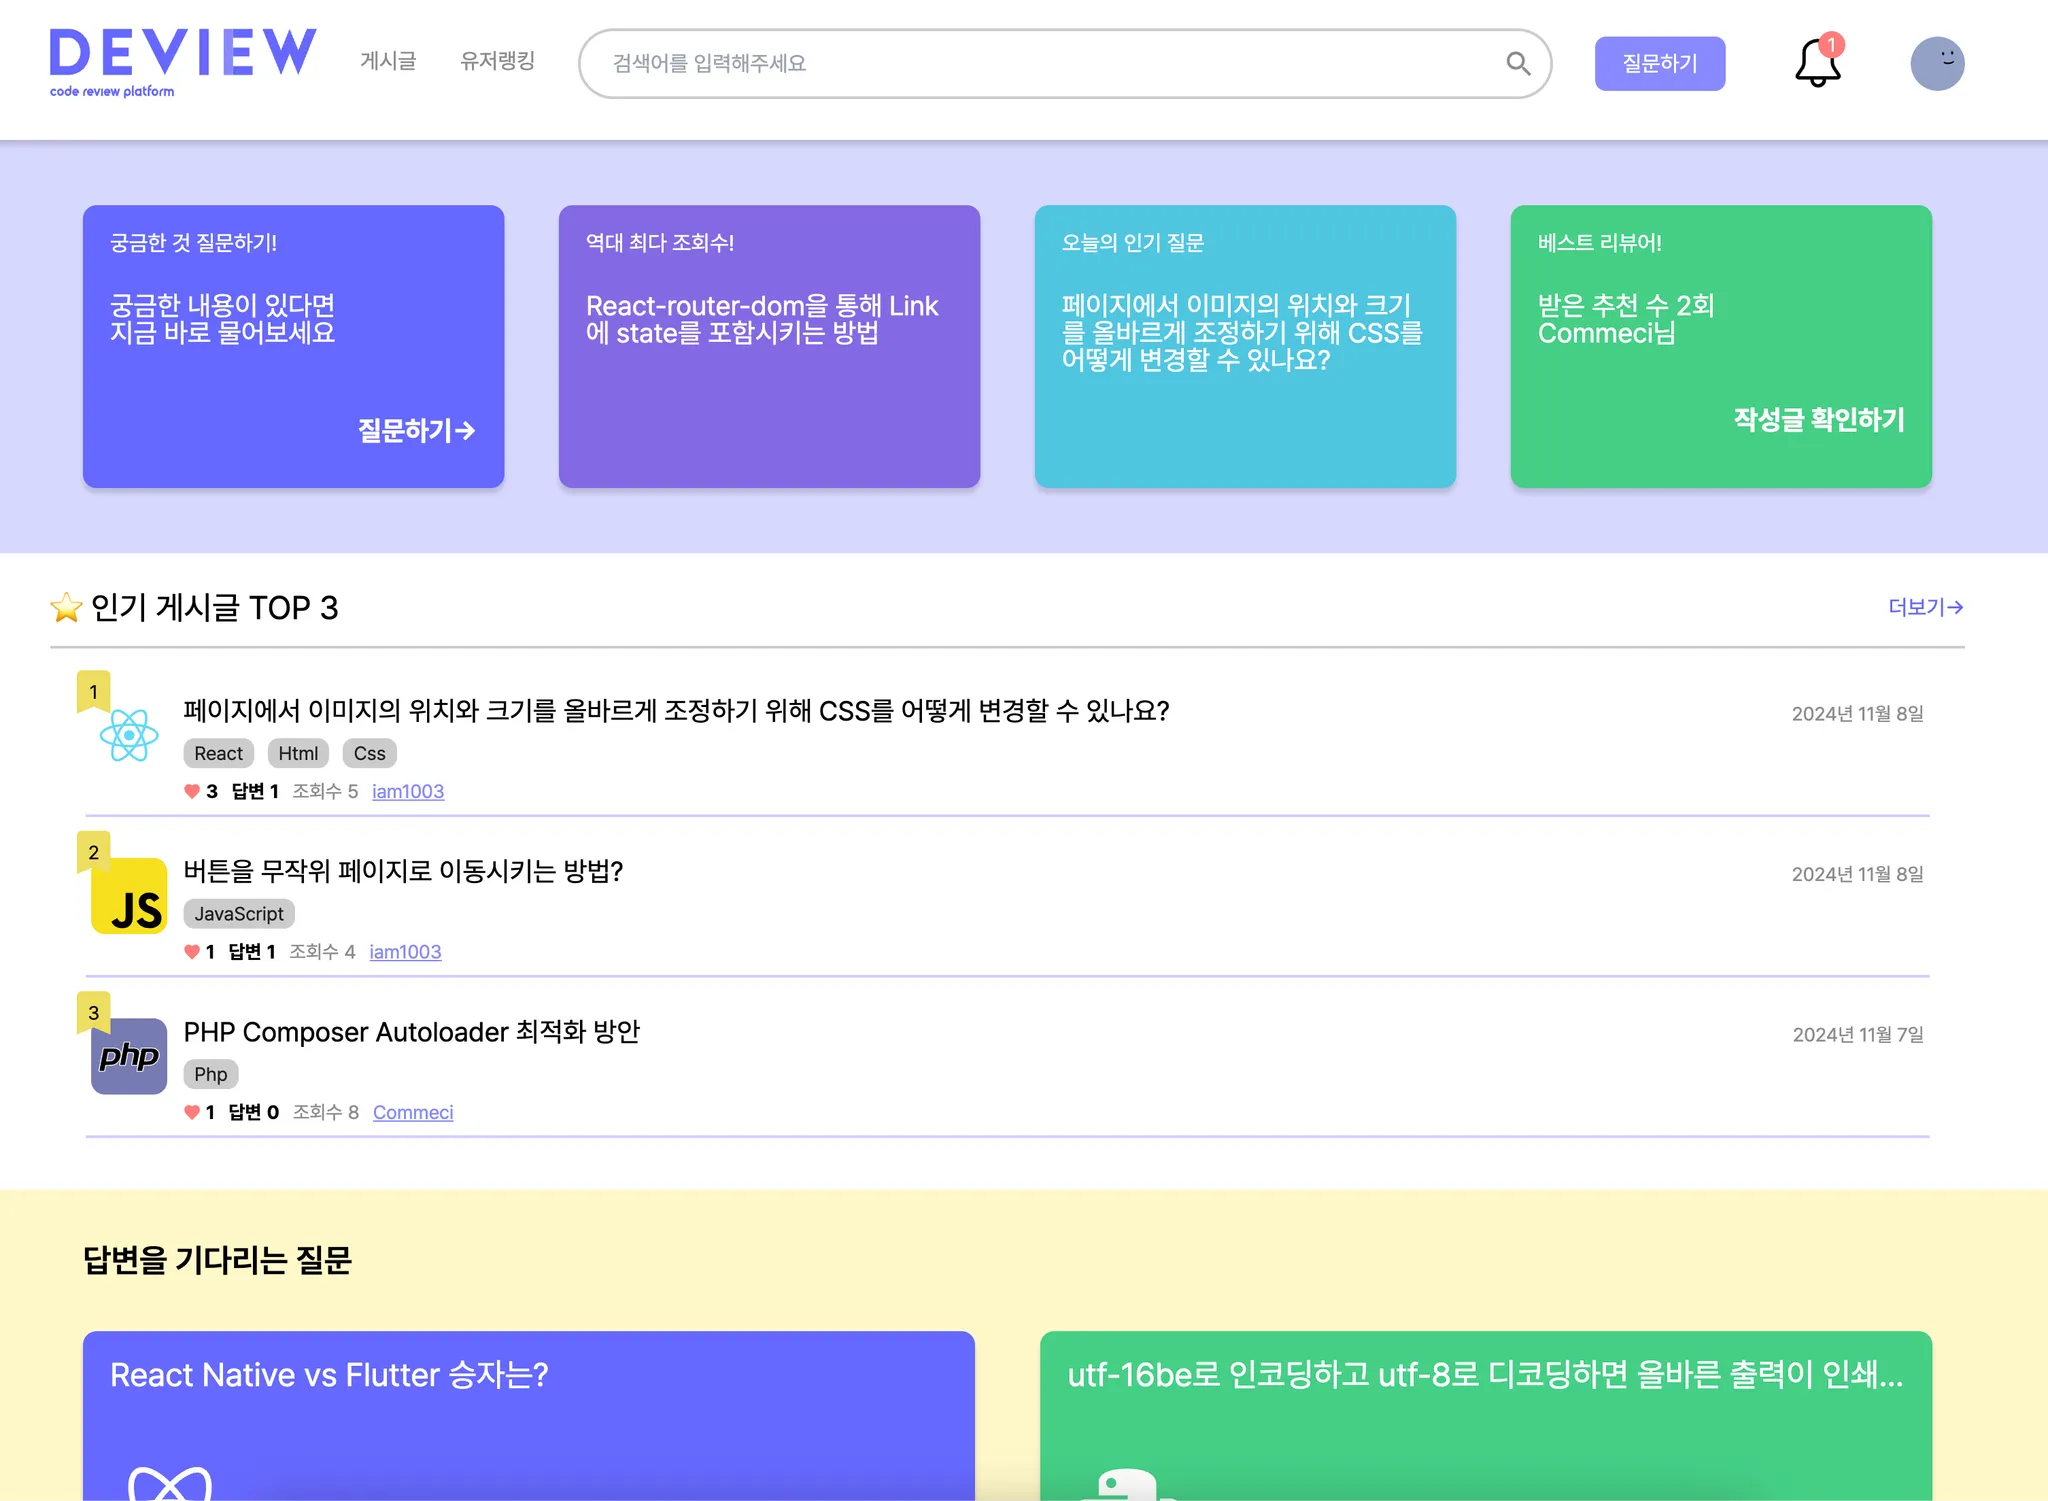 DEVIEW
code review platform
게시글
유저랭킹
검색어를 입력해주세요
질문하기
1
궁금한 것 질문하기!
궁금한 내용이 있다면
지금 바로 물어보세요
질문하기→
역대 최다 조회수!
React-router-dom을 통해 Link
에 state를 포함시키는 방법
오늘의 인기 질문
페이지에서 이미지의 위치와 크기
를 올바르게 조정하기 위해 CSS를
어떻게 변경할 수 있나요?
베스트 리뷰어!
받은 추천 수 2회
Commeci님
작성글 확인하기
⭐ 인기 게시글 TOP 3
더보기→
1
페이지에서 이미지의 위치와 크기를 올바르게 조정하기 위해 CSS를 어떻게 변경할 수 있나요?
2024년 11월 8일
React Html Css
3 답변 1 조회수 5 iam1003
2
JS
버튼을 무작위 페이지로 이동시키는 방법?
2024년 11월 8일
JavaScript
1 답변 1 조회수 4 iam1003
3
php
PHP Composer Autoloader 최적화 방안
2024년 11월 7일
Php
1 답변 0 조회수 8 Commeci
답변을 기다리는 질문
React Native vs Flutter 승자는?
utf-16be로 인코딩하고 utf-8로 디코딩하면 올바른 출력이 인쇄...